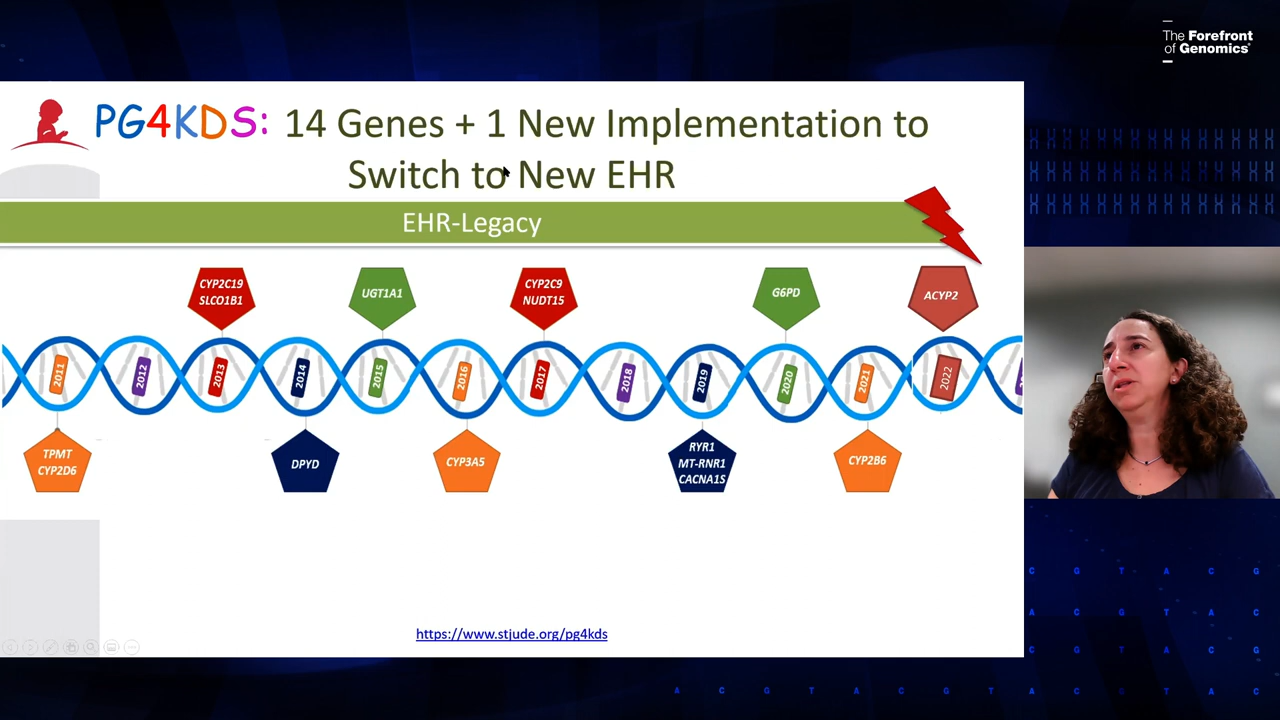 The Forefront
of Genomics®
PG4KDS: 14 Genes + 1 New Implementation to
Switch to New EHR
EHR-Legacy
CYP2C19
SLCO1B1
UGT1A1
CYP2C9
NUDT15
G6PD
ACYP2
2011
2012
2013
2014
2015
2016
2017
2018
2019
2020
2021
2022
TPMT
CYP2D6
DPYD
CYP3A5
RYR1
MT-RNR1
CACNA1S
CYP2B6
https://www.stjude.org/pg4kds
C G T A C G
A C G T A C
C G T A C G
A C G T A C G T A C G T A C G